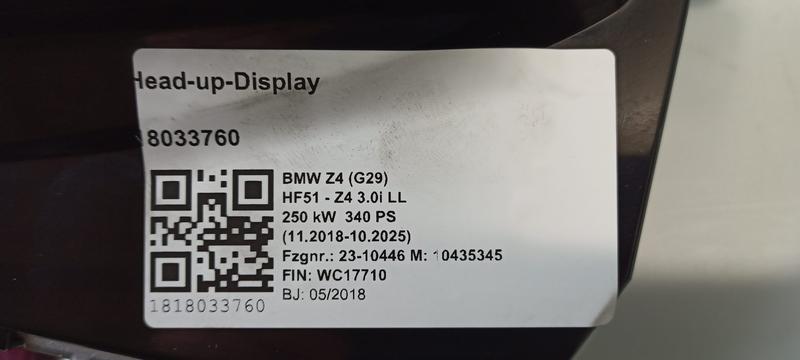 Head-up-Display
18033760
BMW Z4 (G29)
HF51 - Z4 3.0i LL
250 kW 340 PS
(11.2018-10.2025)
Fzgnr.: 23-10446 M: 10435345
FIN: WC17710
BJ: 05/2018
1818033760